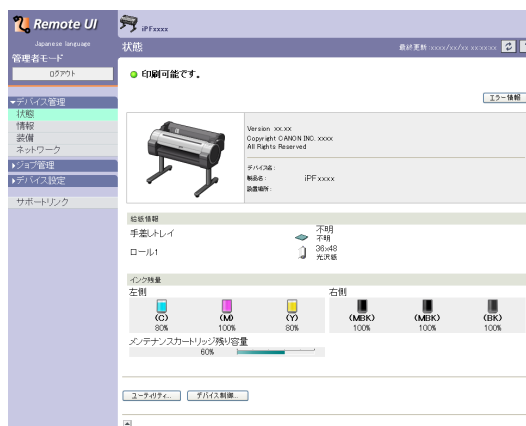 Remote UI
iPFxxxx
Japanese language
状態
最終更新 :xxxx/xx/xx xx:xx:xx
管理者モード
ログアウト
印刷可能です。
エラー情報
デバイス管理
状態
情報
装備
ネットワーク
ジョブ管理
デバイス設定
サポートリンク
Version xx.xx
Copyright CANON INC. xxxx
All Rights Reserved
デバイス名:
製品名: iPFxxxx
設置場所:
給紙情報
手差しトレイ 不明
不明
ロール1 36x48
光沢紙
インク残量
左側 右側
(C) (M) (Y) (MBK) (MBK) (BK)
80% 100% 80% 100% 100% 100%
メンテナンスカートリッジ残り容量
60%
ユーティリティ... デバイス制御...